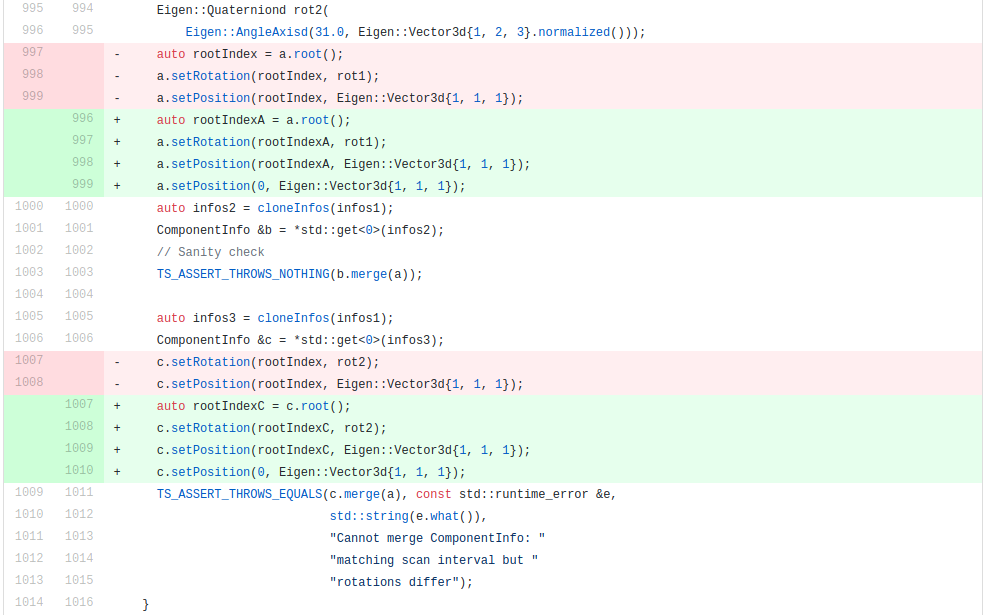 995 994 Eigen::Quaterniond rot2(
996 995 Eigen::AngleAxisd(31.0, Eigen::Vector3d{1, 2, 3}.normalized()));
997 - auto rootIndex = a.root();
998 - a.setRotation(rootIndex, rot1);
999 - a.setPosition(rootIndex, Eigen::Vector3d{1, 1, 1});
996 + auto rootIndexA = a.root();
997 + a.setRotation(rootIndexA, rot1);
998 + a.setPosition(rootIndexA, Eigen::Vector3d{1, 1, 1});
999 + a.setPosition(0, Eigen::Vector3d{1, 1, 1});
1000 1000 auto infos2 = cloneInfos(infos1);
1001 1001 ComponentInfo &b = *std::get<0>(infos2);
1002 1002 // Sanity check
1003 1003 TS_ASSERT_THROWS_NOTHING(b.merge(a));
1004 1004
1005 1005 auto infos3 = cloneInfos(infos1);
1006 1006 ComponentInfo &c = *std::get<0>(infos3);
1007 - c.setRotation(rootIndex, rot2);
1008 - c.setPosition(rootIndex, Eigen::Vector3d{1, 1, 1});
1007 + auto rootIndexC = c.root();
1008 + c.setRotation(rootIndexC, rot2);
1009 + c.setPosition(rootIndexC, Eigen::Vector3d{1, 1, 1});
1010 + c.setPosition(0, Eigen::Vector3d{1, 1, 1});
1009 1011 TS_ASSERT_THROWS_EQUALS(c.merge(a), const std::runtime_error &e,
1010 1012 std::string(e.what()),
1011 1013 "Cannot merge ComponentInfo: "
1012 1014 "matching scan interval but "
1013 1015 "rotations differ");
1014 1016 }